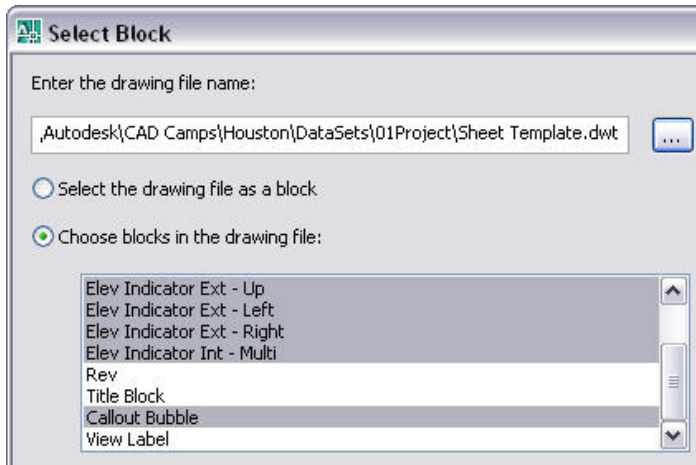 Select Block
Enter the drawing file name:
,Autodesk\CAD Camps\Houston\DataSets\01Project\Sheet Template.dwt
...
Select the drawing file as a block
Choose blocks in the drawing file:
Elev Indicator Ext - Up
Elev Indicator Ext - Left
Elev Indicator Ext - Right
Elev Indicator Int - Multi
Rev
Title Block
Callout Bubble
View Label